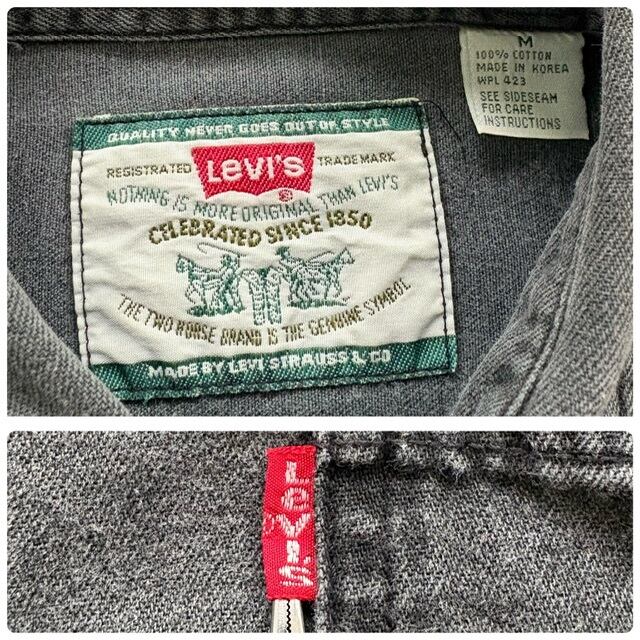 QUALITY NEVER GOES OUT OF STYLE
REGISTRATED LEVI'S TRADE MARK
®
NOTHING IS MORE ORIGINAL THAN LEVI'S
CELEBRATED SINCE 1850
THE TWO HORSE BRAND IS THE GENUINE SYMBOL
MADE BY LEVI STRAUSS & CO
M
100% COTTON
MADE IN KOREA
WPL 423
SEE SIDESEAM
FOR CARE
INSTRUCTIONS
LEVI'S
®